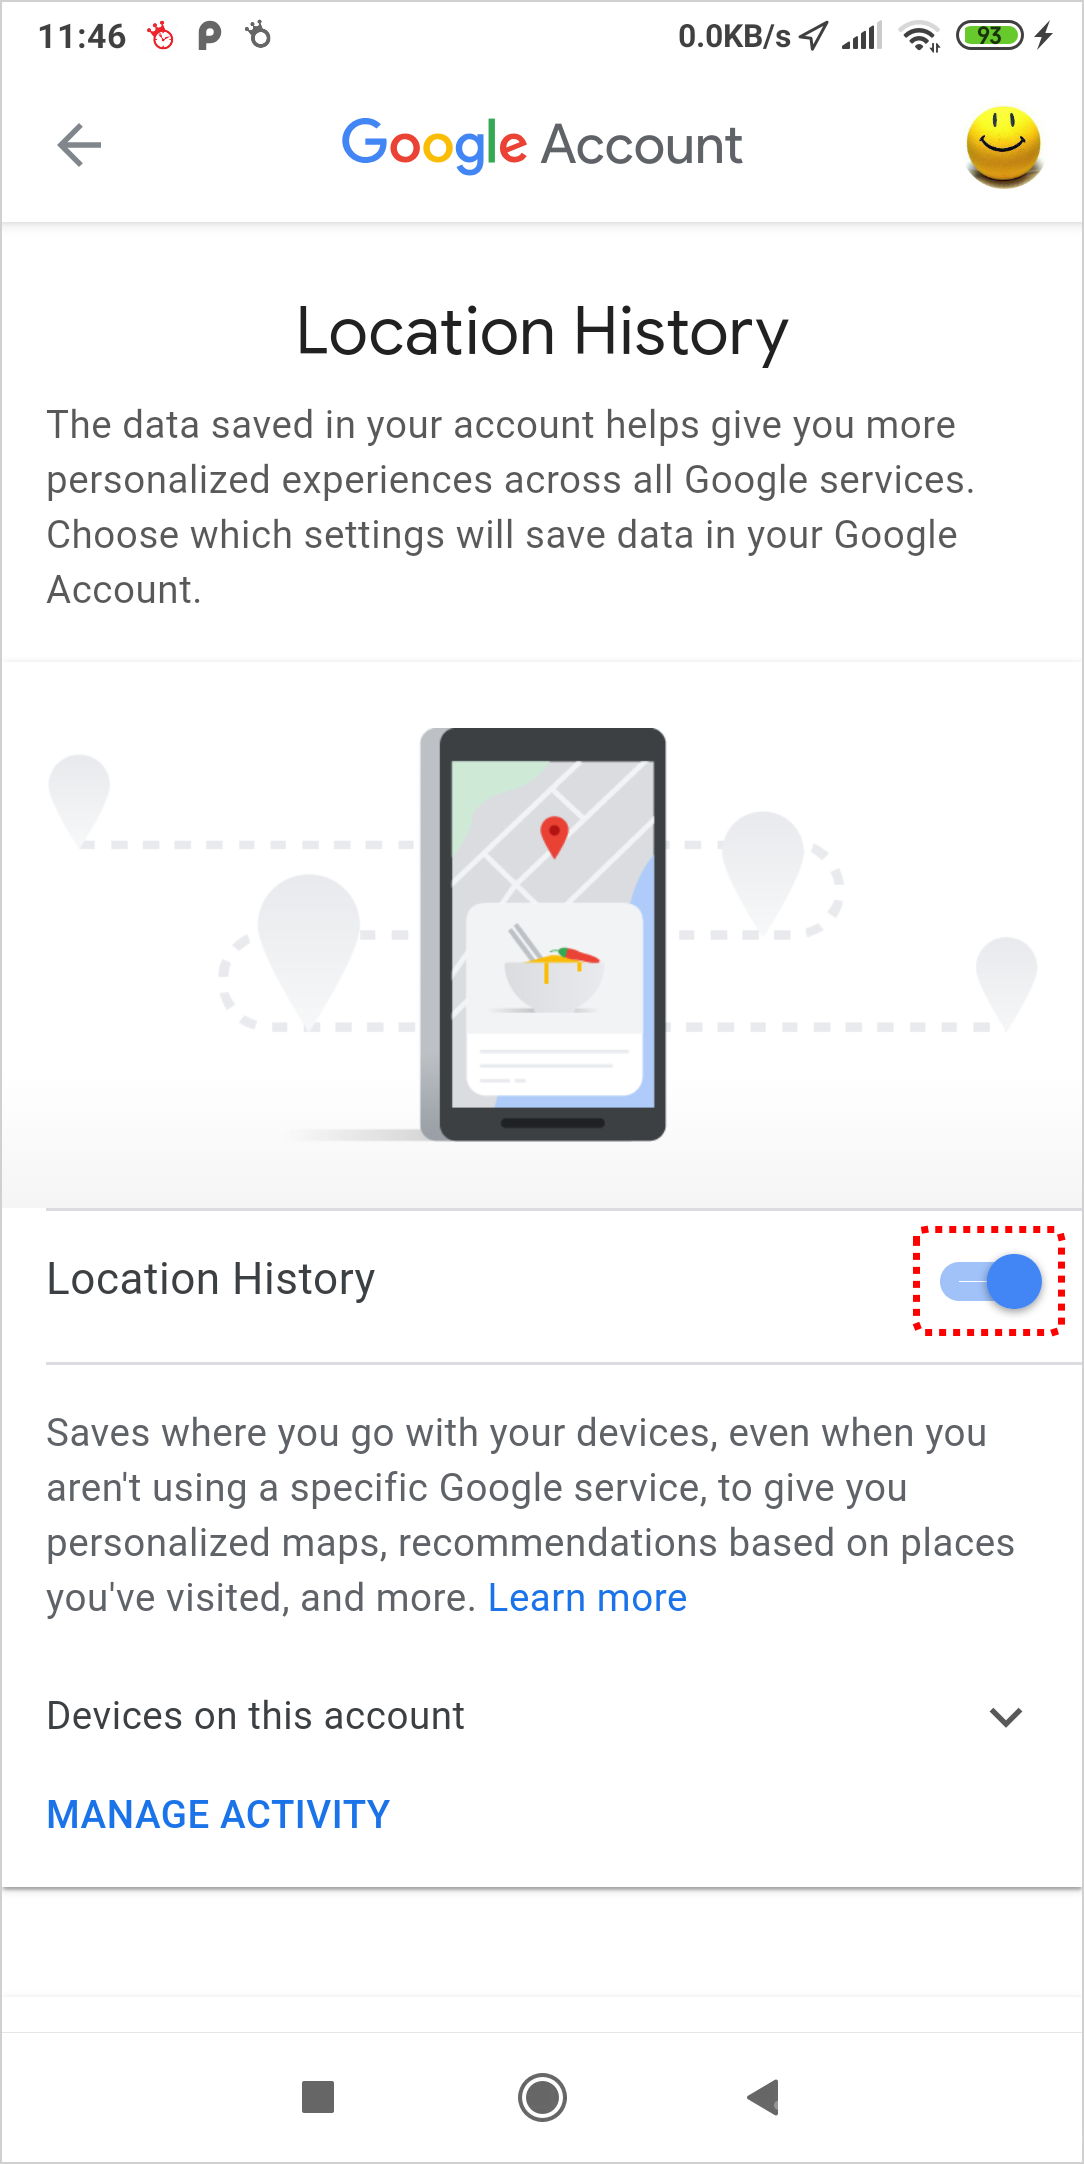 11:46 0.0KB/s 93
Google Account
Location History
The data saved in your account helps give you more
personalized experiences across all Google services.
Choose which settings will save data in your Google
Account.
Location History
Saves where you go with your devices, even when you
aren't using a specific Google service, to give you
personalized maps, recommendations based on places
you've visited, and more. Learn more
Devices on this account
MANAGE ACTIVITY